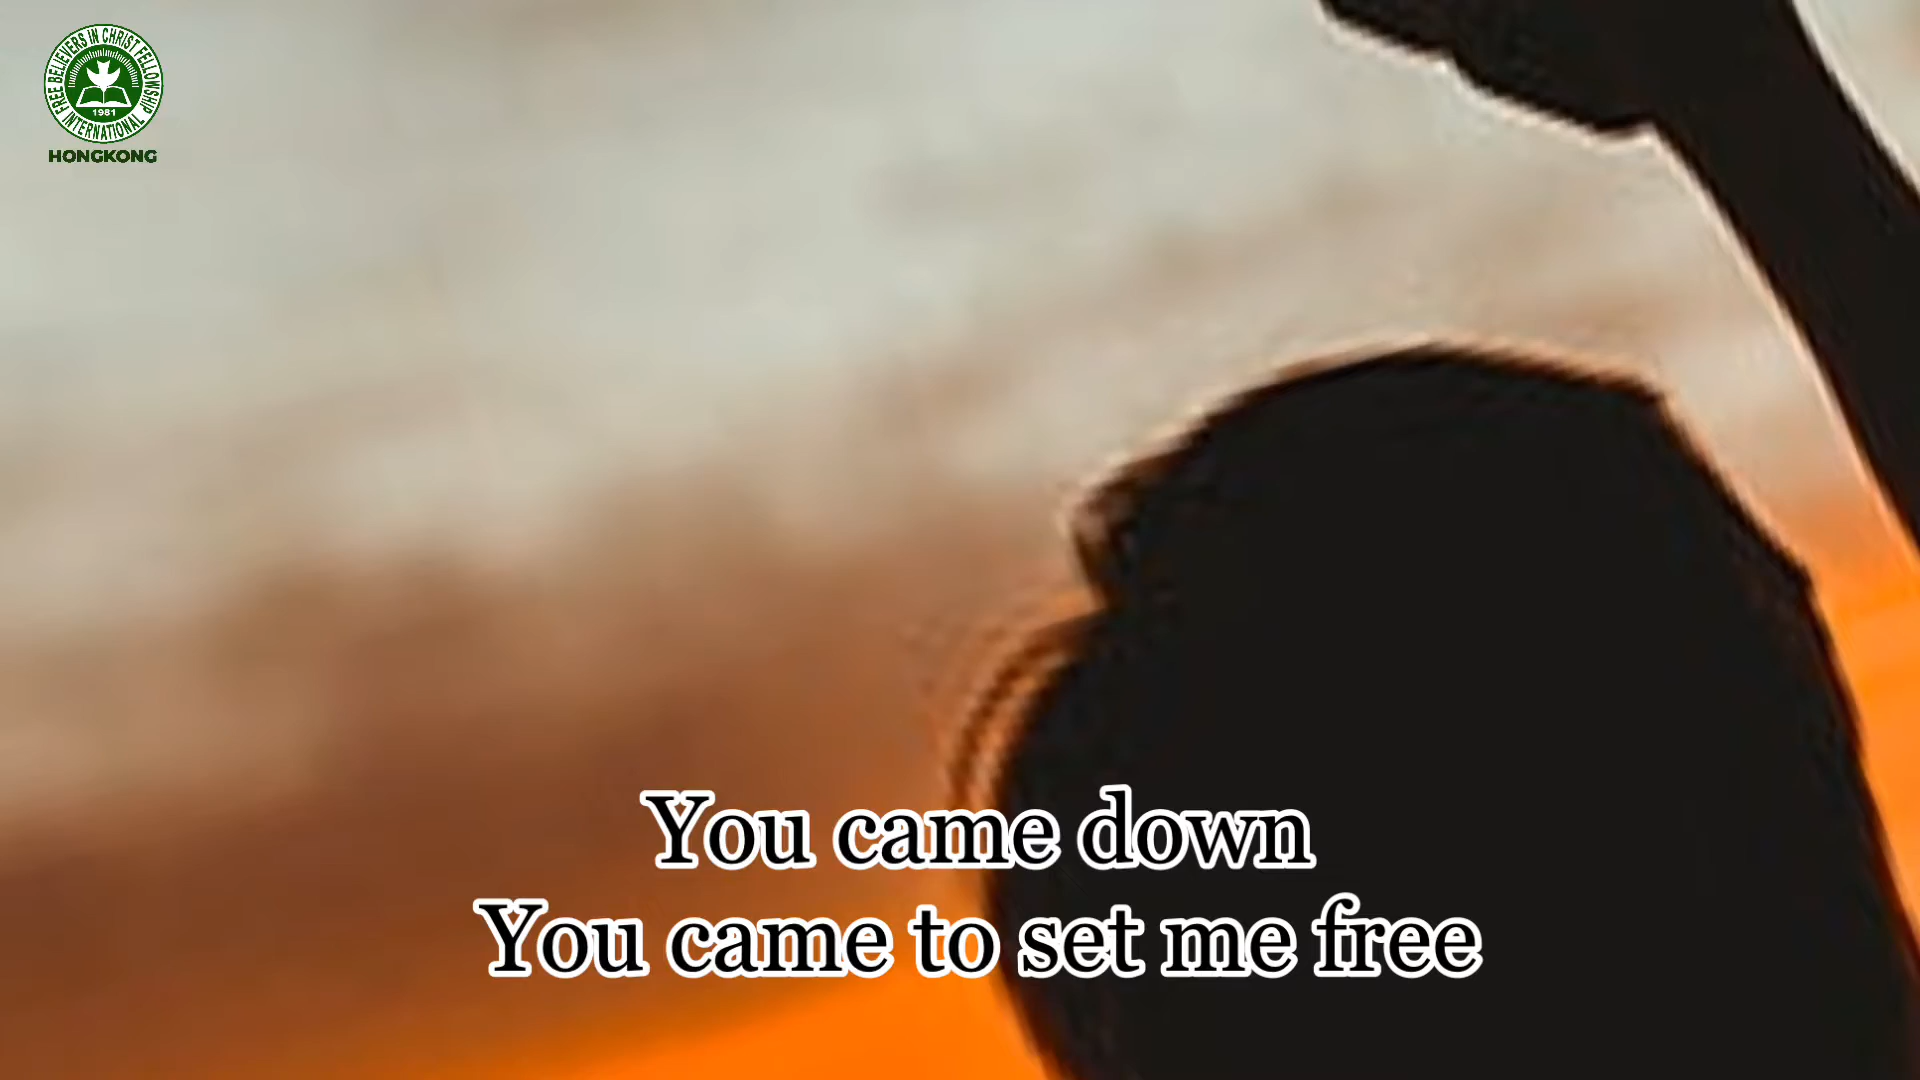 FREE BELIEVERS IN CHRIST FELLOWSHIP
INTERNATIONAL
1981
HONGKONG
You came down
You came to set me free